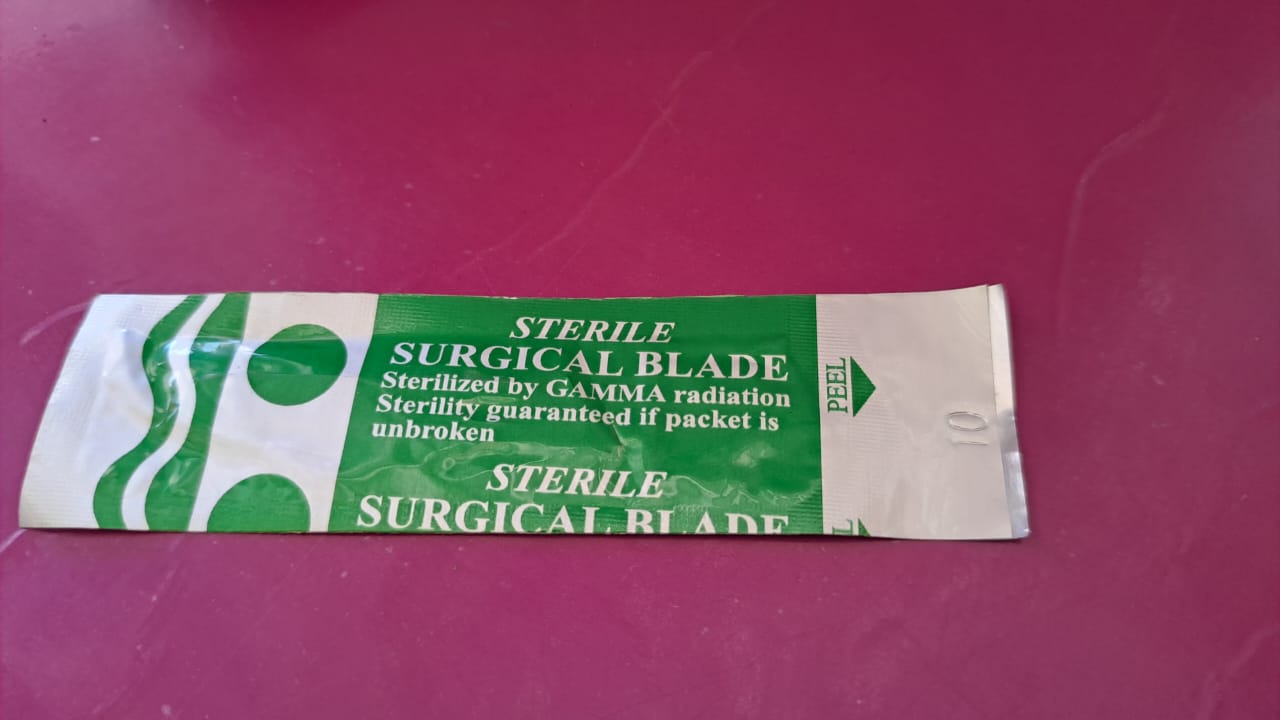 STERILE
SURGICAL BLADE
Sterilized by GAMMA radiation
Sterility guaranteed if packet is
unbroken
STERILE
SURGICAL BLADE
PEEL
L
10